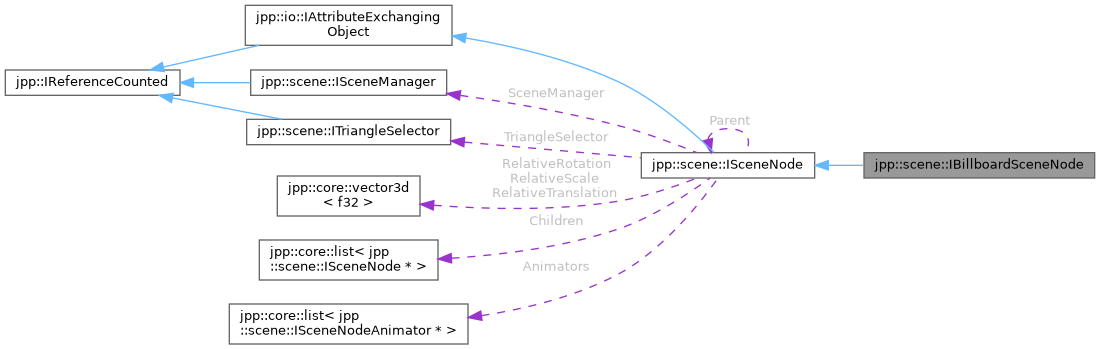 jpp::io::IAttributeExchanging
Object
jpp::IReferenceCounted
jpp::scene::ISceneManager
jpp::scene::ITriangleSelector
SceneManager
TriangleSelector
Parent
jpp::scene::ISceneNode
jpp::scene::IBillboardSceneNode
RelativeRotation
RelativeScale
RelativeTranslation
jpp::core::vector3d
< f32 >
Children
jpp::core::list< jpp
::scene::ISceneNode * >
Animators
jpp::core::list< jpp
::scene::ISceneNodeAnimator * >